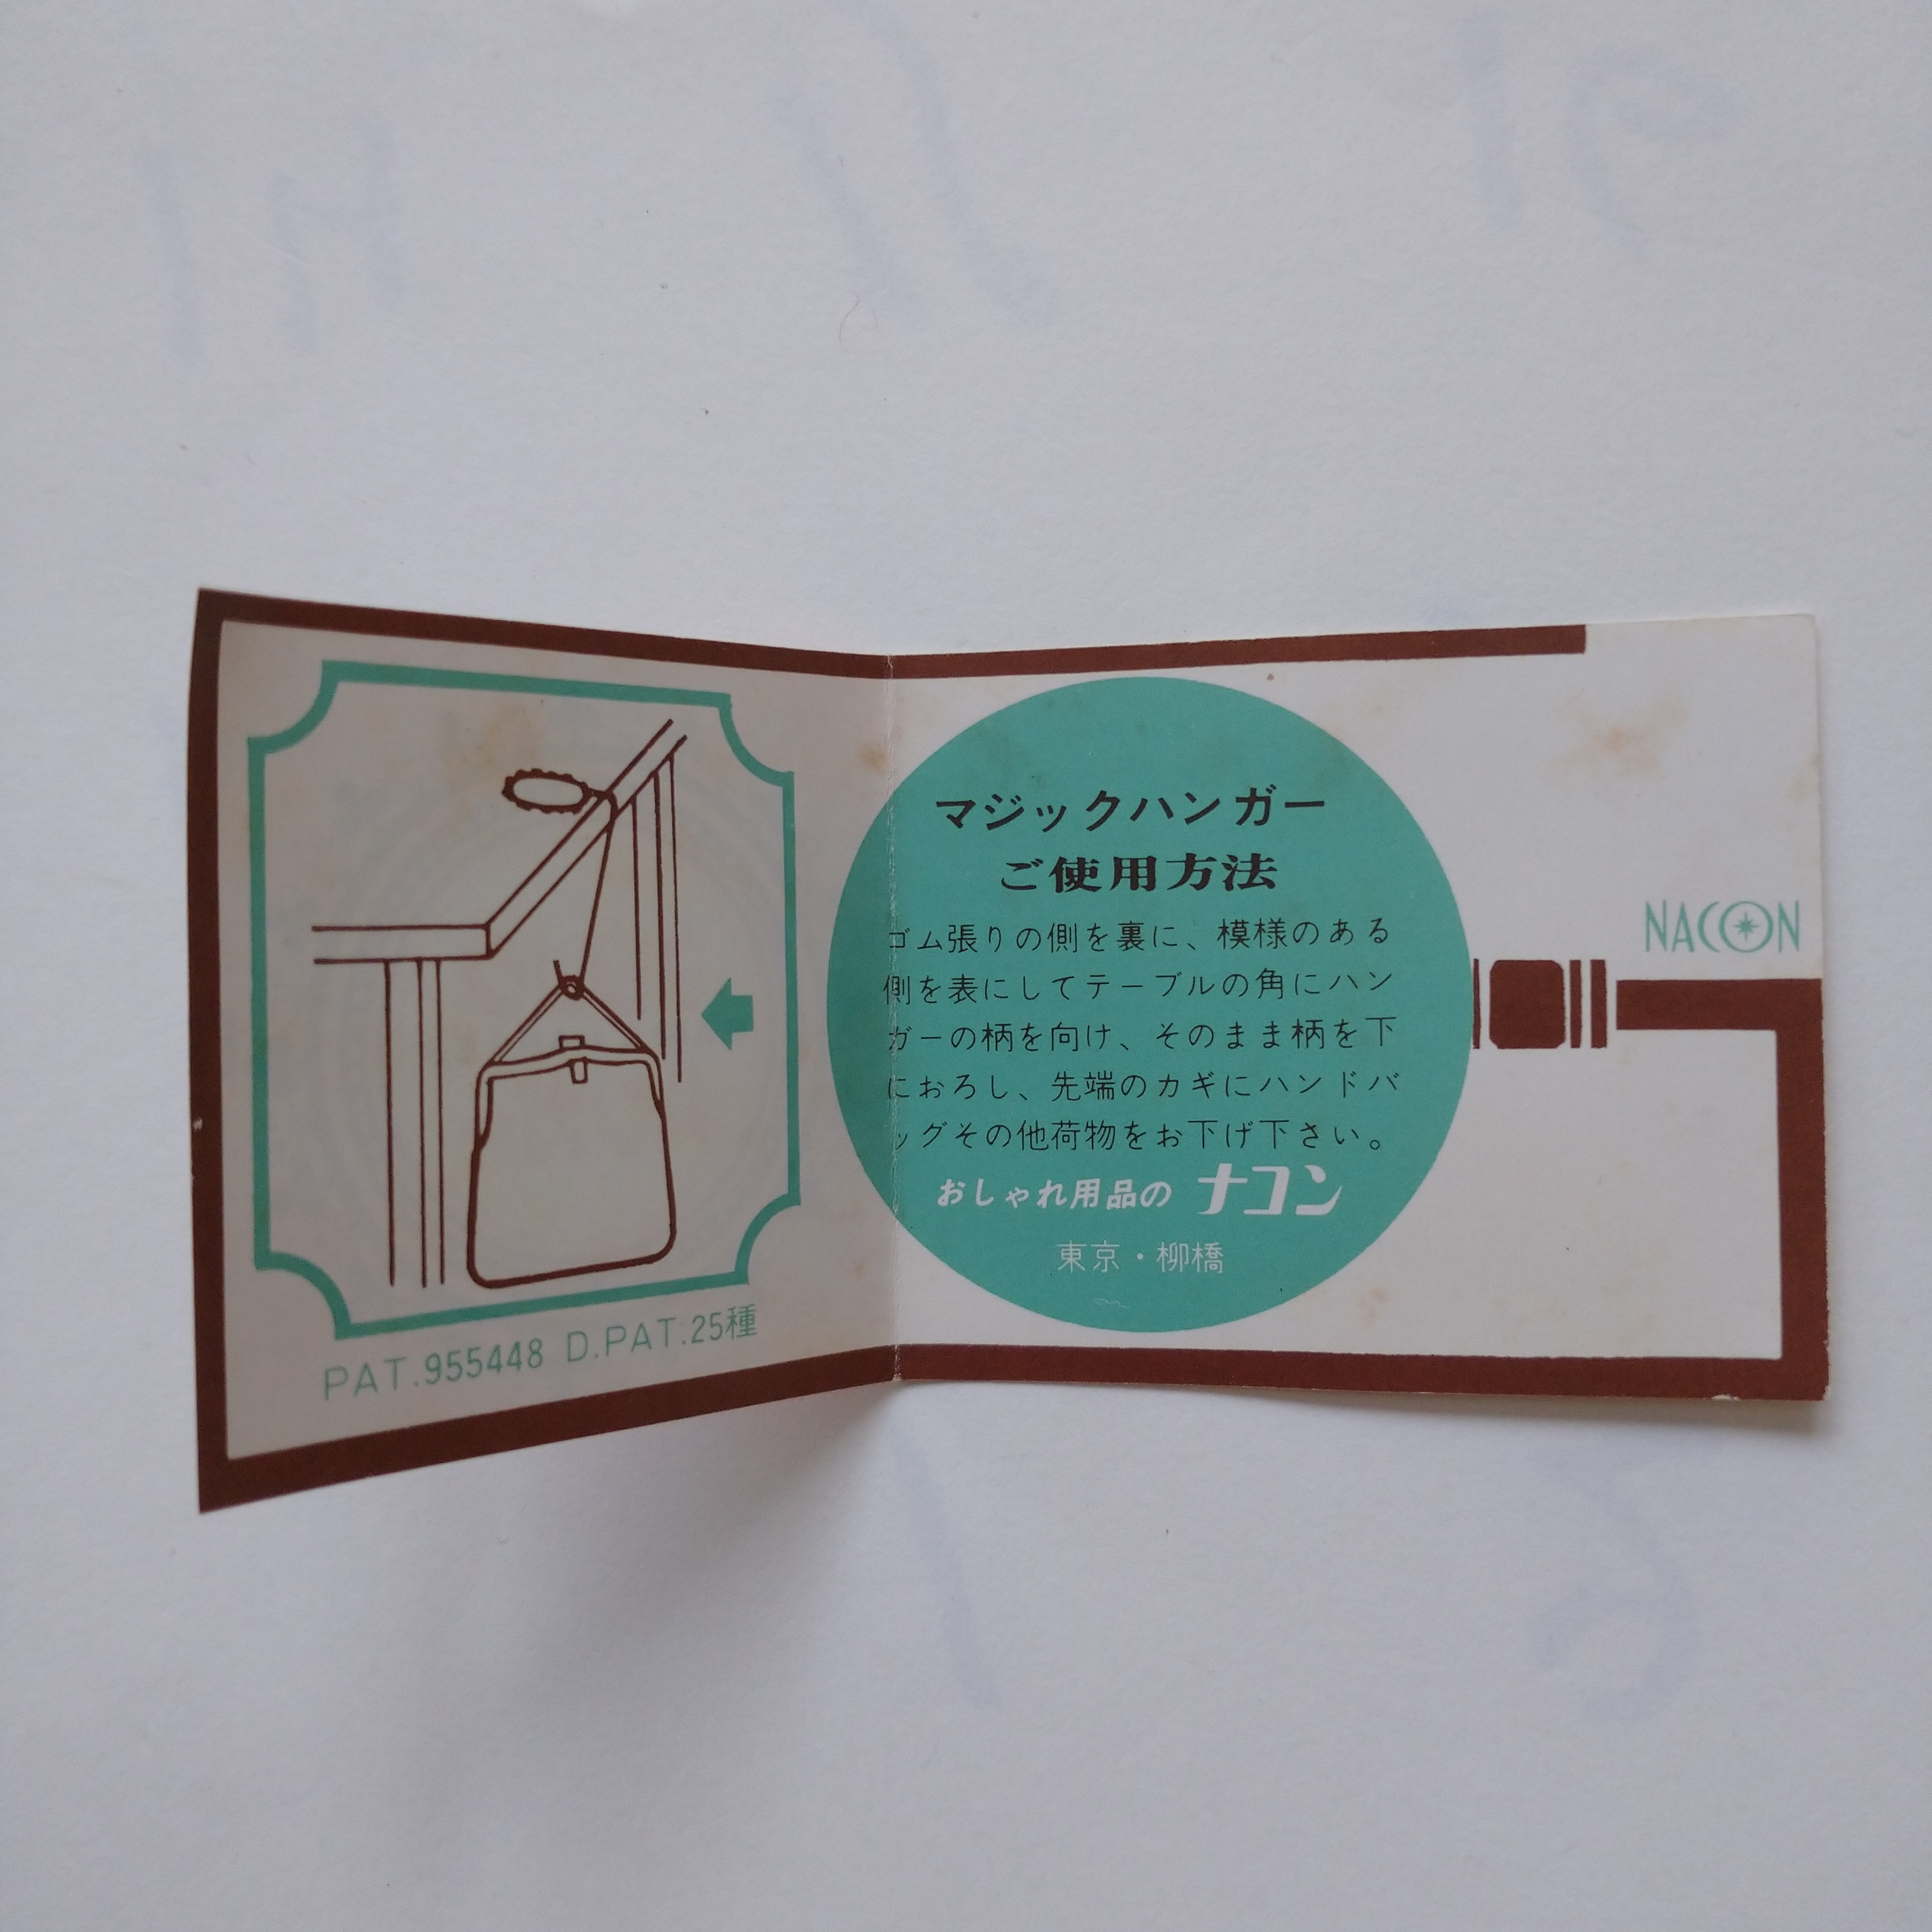 PAT.955448 D.PAT.25種
マジックハンガー
ご使用方法
ゴム張りの側を裏に、模様のある
側を表にしてテーブルの角にハン
ガーの柄を向け、そのまま柄を下
におろし、先端のカギにハンドバ
ッグその他荷物をお下げ下さい。
おしゃれ用品の ナコン
東京・柳橋
NACON